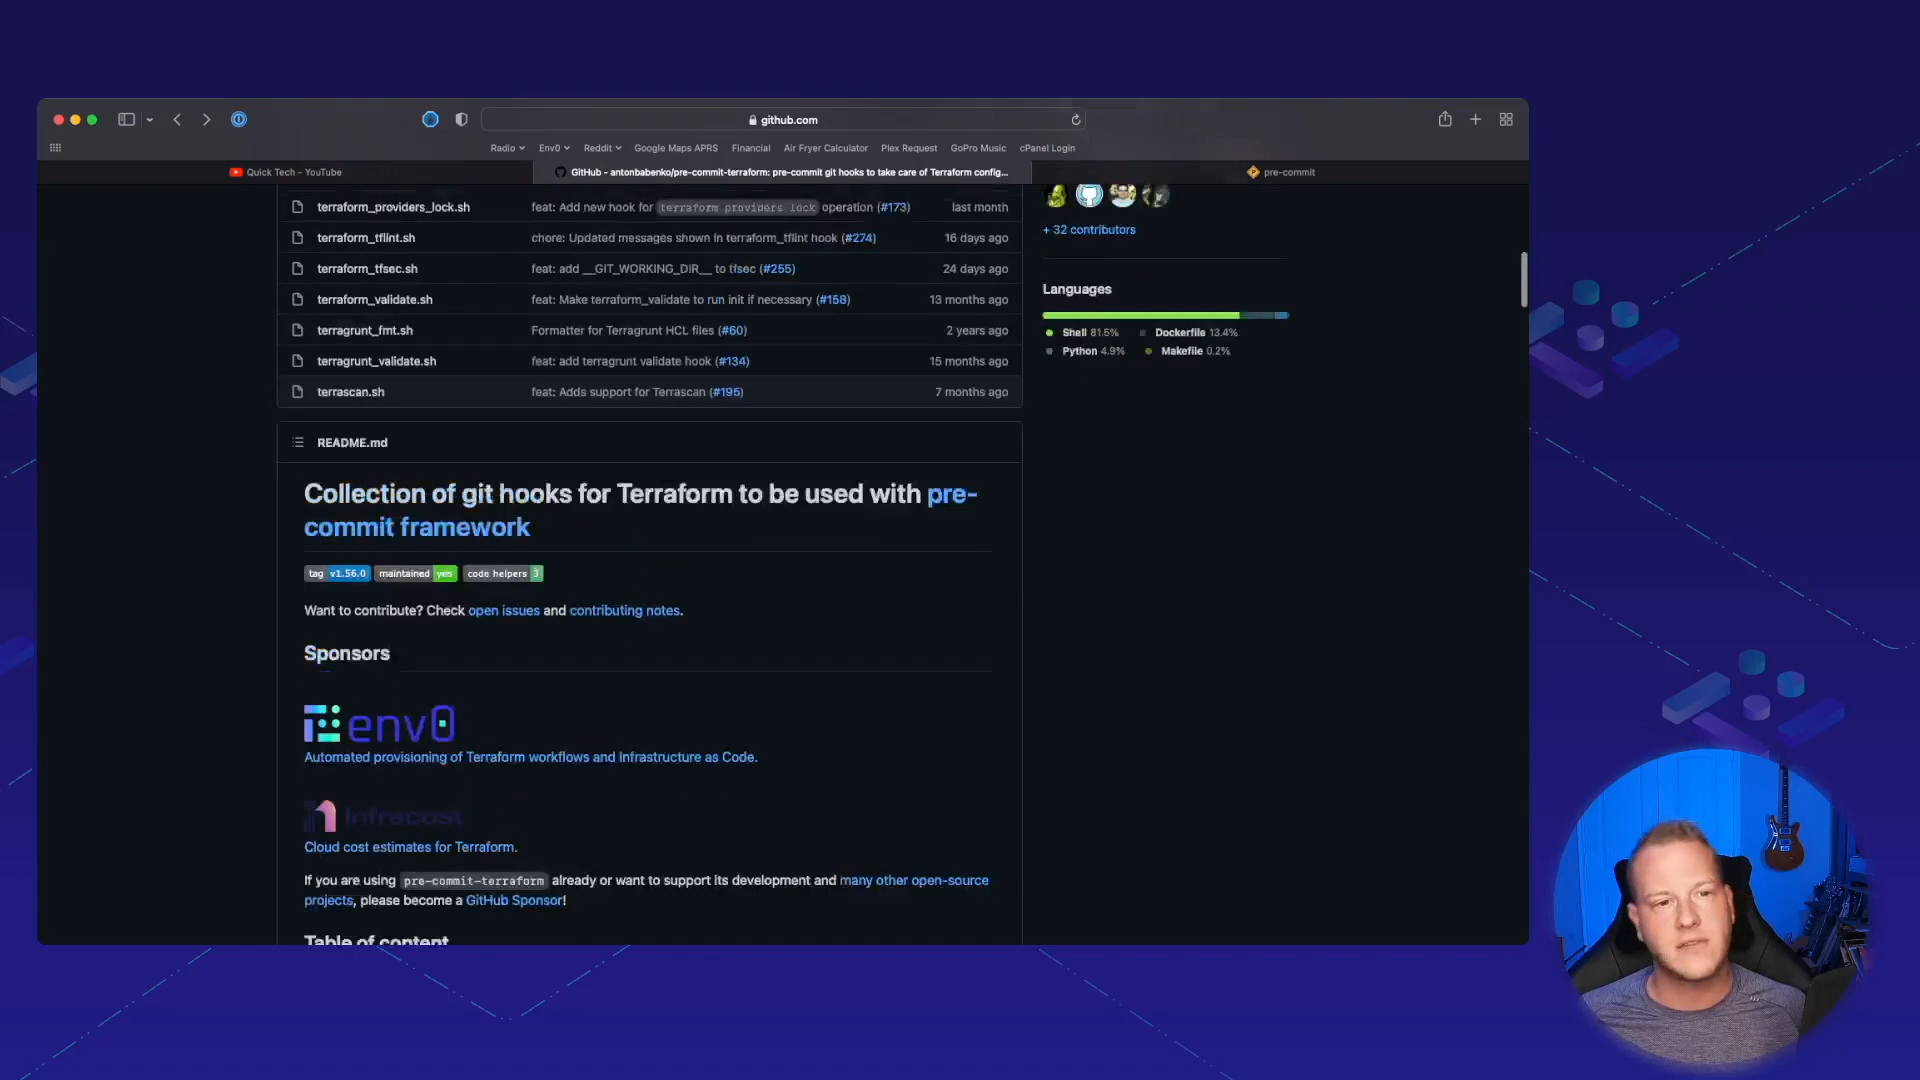 github.com
Radio Env0 Reddit Google Maps APRS Financial Air Fryer Calculator Plex Request GoPro Music cPanel Login
Quick Tech - YouTube GitHub - antonbabenko/pre-commit-terraform: pre-commit git hooks to take care of Terraform config... pre-commit
terraform_providers_lock.sh feat: Add new hook for terraform providers lock operation (#173) last month
terraform_tflint.sh chore: Updated messages shown in terraform_tflint hook (#274) 16 days ago
terraform_tfsec.sh feat: add __GIT_WORKING_DIR__ to tfsec (#255) 24 days ago
terraform_validate.sh feat: Make terraform_validate to run init if necessary (#158) 13 months ago
terragrunt_fmt.sh Formatter for Terragrunt HCL files (#60) 2 years ago
terragrunt_validate.sh feat: add terragrunt validate hook (#134) 15 months ago
terrascan.sh feat: Adds support for Terrascan (#195) 7 months ago
+ 32 contributors
Languages
Shell 81.5% Dockerfile 13.4%
Python 4.9% Makefile 0.2%
README.md
Collection of git hooks for Terraform to be used with pre-
commit framework
tag v1.56.0 maintained yes code helpers 3
Want to contribute? Check open issues and contributing notes.
Sponsors
env0
Automated provisioning of Terraform workflows and Infrastructure as Code.
Infracost
Cloud cost estimates for Terraform.
If you are using pre-commit-terraform already or want to support its development and many other open-source
projects, please become a GitHub Sponsor!
Table of content